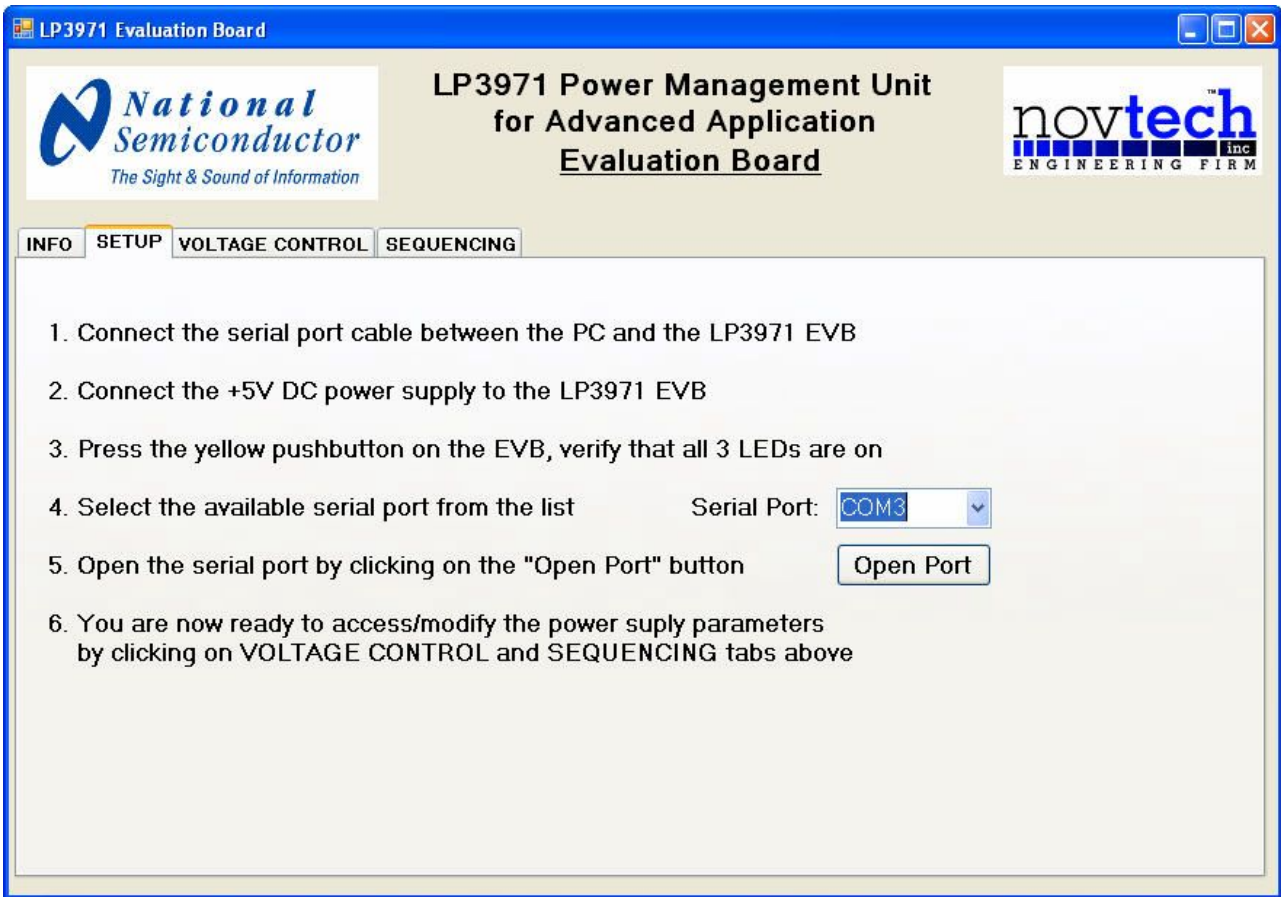 LP3971 Evaluation Board
National
Semiconductor
The Sight & Sound of Information
LP3971 Power Management Unit
for Advanced Application
Evaluation Board
novtech™
inc
ENGINEERING FIRM
INFO SETUP VOLTAGE CONTROL SEQUENCING
1. Connect the serial port cable between the PC and the LP3971 EVB
2. Connect the +5V DC power supply to the LP3971 EVB
3. Press the yellow pushbutton on the EVB, verify that all 3 LEDs are on
4. Select the available serial port from the list Serial Port: COM3
5. Open the serial port by clicking on the "Open Port" button Open Port
6. You are now ready to access/modify the power suply parameters
by clicking on VOLTAGE CONTROL and SEQUENCING tabs above